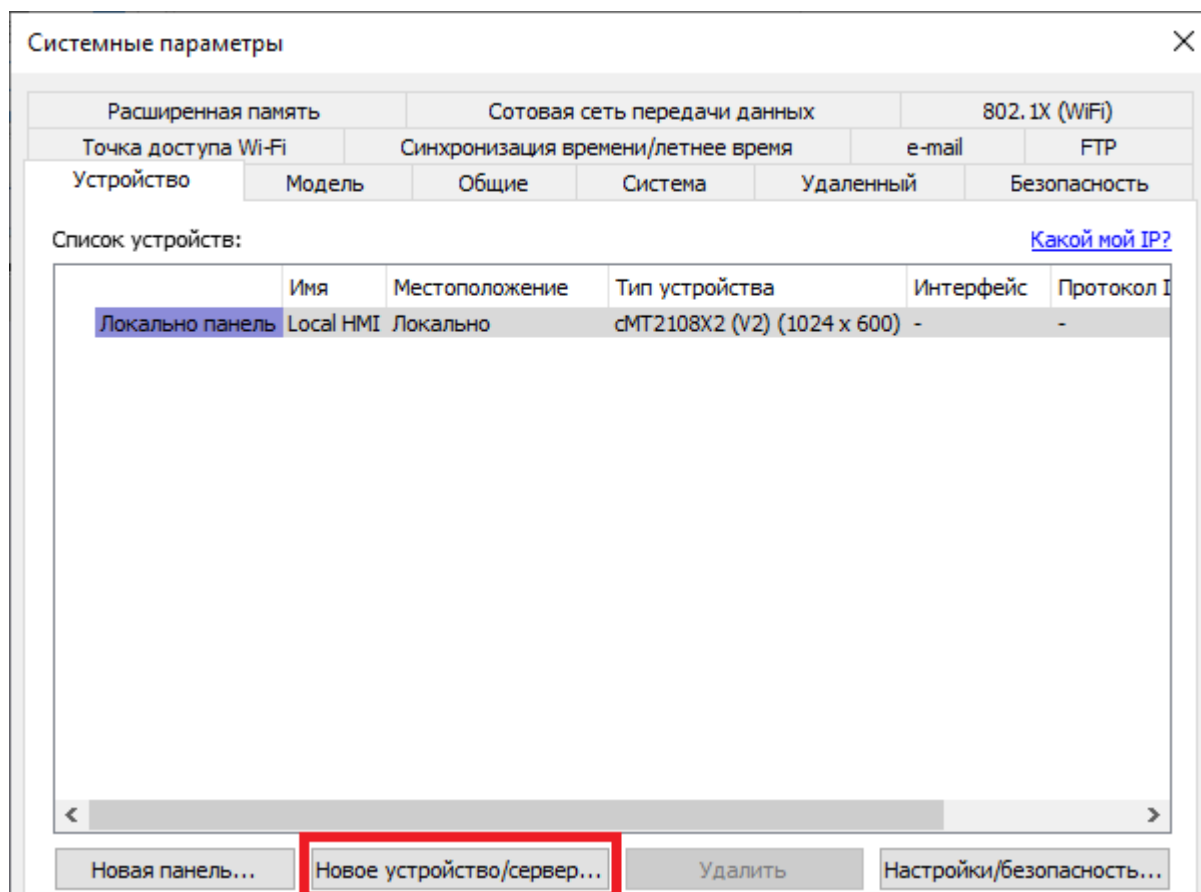 Системные параметры
Расширенная память Сотовая сеть передачи данных 802.1X (WiFi)
Точка доступа Wi-Fi Синхронизация времени/летнее время e-mail FTP
Устройство Модель Общие Система Удаленный Безопасность
Список устройств: Какой мой IP?
Имя Местоположение Тип устройства Интерфейс Протокол I
Локально панель Local HMI Локально cMT2108X2 (V2) (1024 x 600) - -
Новая панель... Новое устройство/сервер... Удалить Настройки/безопасность...